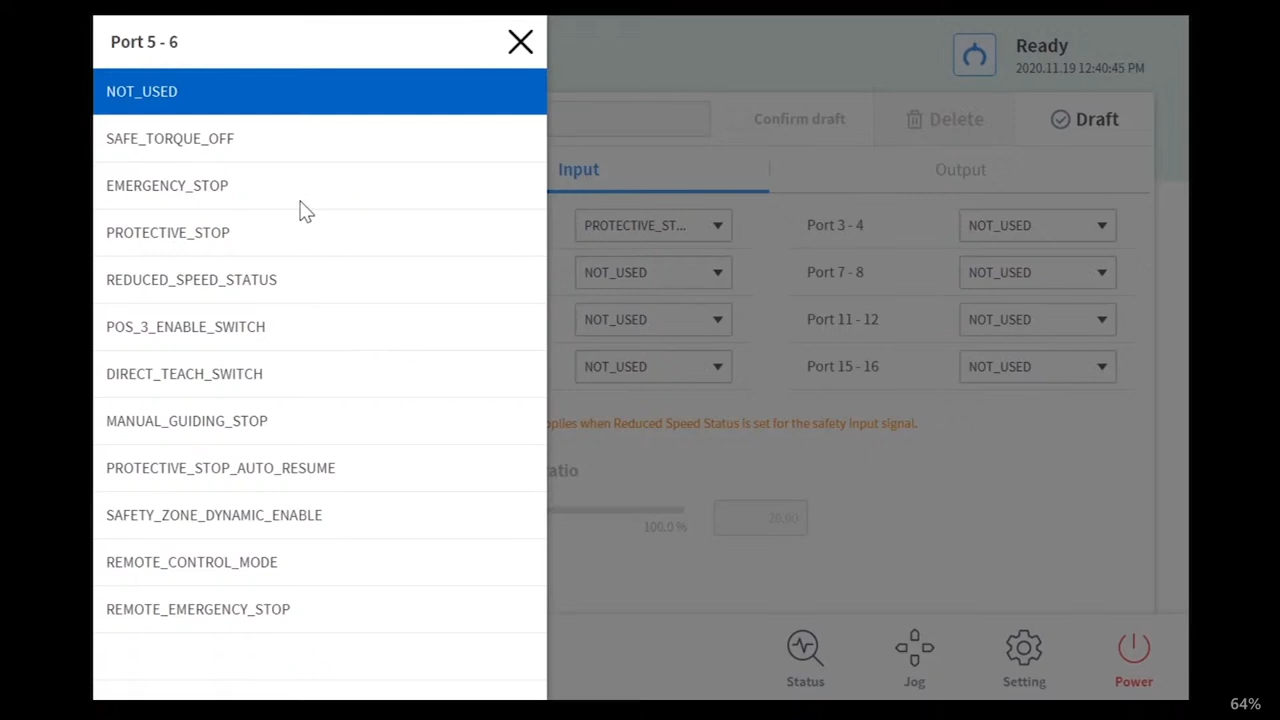 Port 5 - 6
NOT_USED
SAFE_TORQUE_OFF
EMERGENCY_STOP
PROTECTIVE_STOP
REDUCED_SPEED_STATUS
POS_3_ENABLE_SWITCH
DIRECT_TEACH_SWITCH
MANUAL_GUIDING_STOP
PROTECTIVE_STOP_AUTO_RESUME
SAFETY_ZONE_DYNAMIC_ENABLE
REMOTE_CONTROL_MODE
REMOTE_EMERGENCY_STOP
Ready
2020.11.19 12:40:45 PM
Confirm draft Delete Draft
Input Output
PROTECTIVE_ST... Port 3 - 4 NOT_USED
NOT_USED Port 7 - 8 NOT_USED
NOT_USED Port 11 - 12 NOT_USED
NOT_USED Port 15 - 16 NOT_USED
plies when Reduced Speed Status is set for the safety input signal.
atio
100.0 % 20.00
Status Jog Setting Power
64%